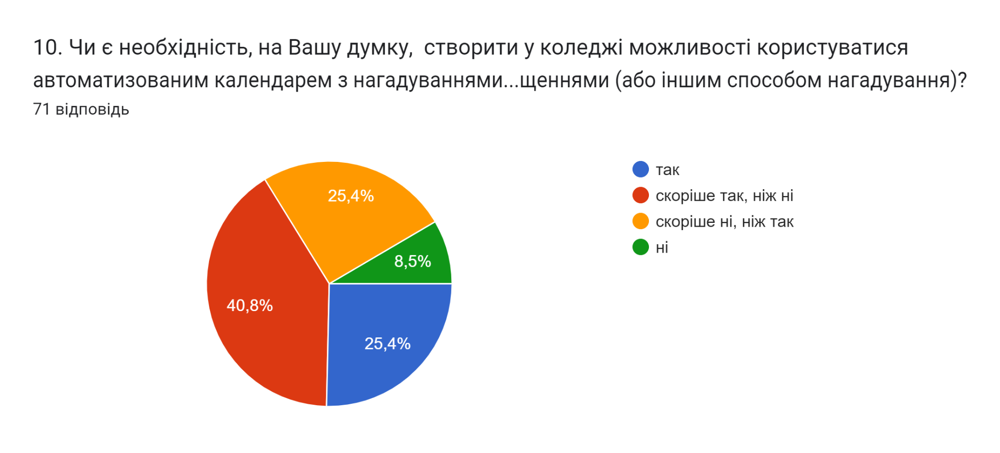 10. Чи є необхідність, на Вашу думку,  створити у коледжі можливості користуватися
автоматизованим календарем з нагадуваннями...щеннями (або іншим способом нагадування)?
71 відповідь
25,4%
8,5%
40,8%
25,4%
так
скоріше так, ніж ні
скоріше ні, ніж так
ні